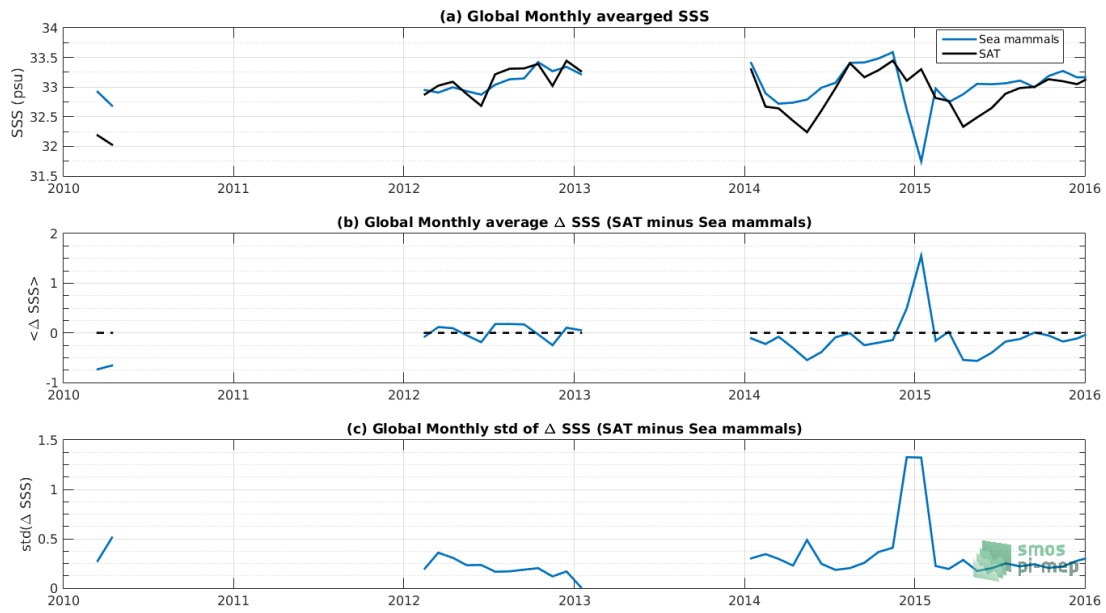 (a) Global Monthly avearged SSS
34
33.5
33
32.5
32
31.5
SSS (psu)
Sea mammals
SAT
2010 2011 2012 2013 2014 2015 2016
(b) Global Monthly average Δ SSS (SAT minus Sea mammals)
2
1
0
-1
<Δ SSS>
2010 2011 2012 2013 2014 2015 2016
(c) Global Monthly std of Δ SSS (SAT minus Sea mammals)
1.5
1
0.5
0
std(Δ SSS)
smos
pi-mep
2010 2011 2012 2013 2014 2015 2016